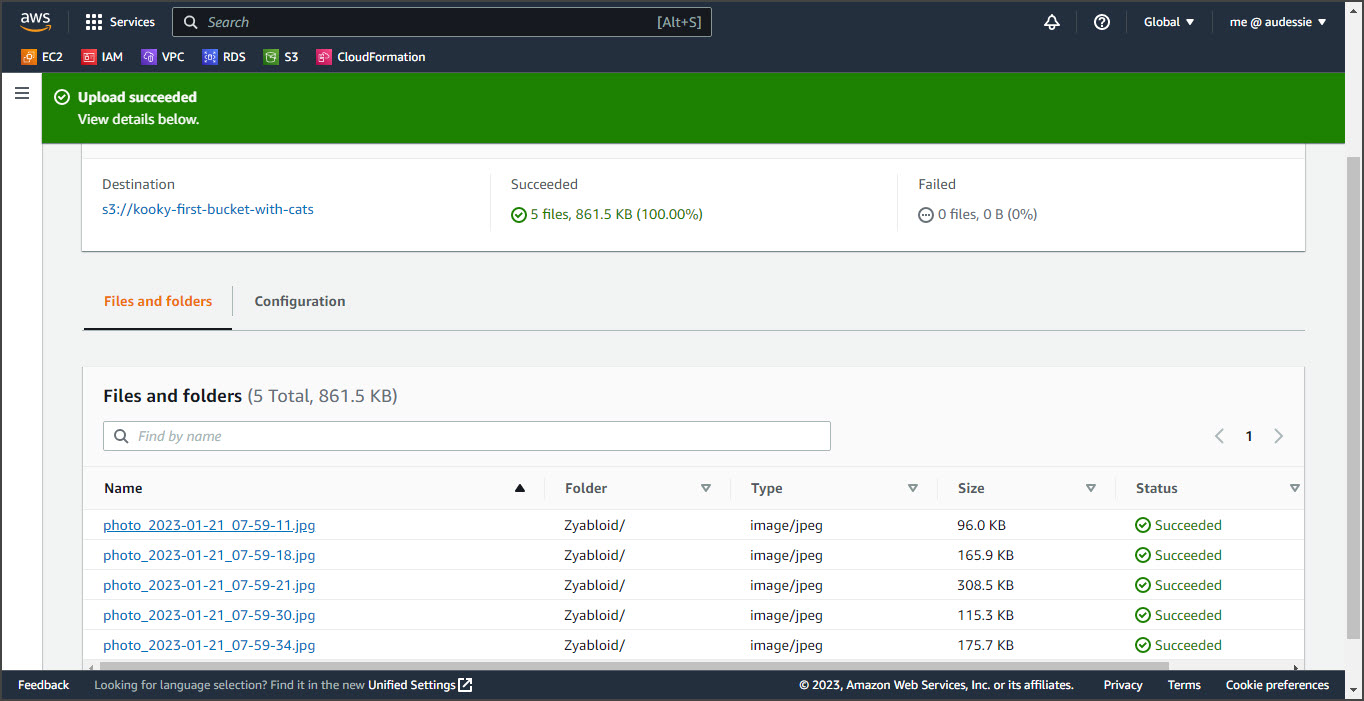 aws Services Search [Alt+S] Global me @ audessie
EC2 IAM VPC RDS S3 CloudFormation
Upload succeeded
View details below.
Destination Succeeded Failed
s3://kooky-first-bucket-with-cats 5 files, 861.5 KB (100.00%) 0 files, 0 B (0%)
Files and folders Configuration
Files and folders (5 Total, 861.5 KB)
Find by name 1
Name Folder Type Size Status
photo_2023-01-21_07-59-11.jpg Zyabloid/ image/jpeg 96.0 KB Succeeded
photo_2023-01-21_07-59-18.jpg Zyabloid/ image/jpeg 165.9 KB Succeeded
photo_2023-01-21_07-59-21.jpg Zyabloid/ image/jpeg 308.5 KB Succeeded
photo_2023-01-21_07-59-30.jpg Zyabloid/ image/jpeg 115.3 KB Succeeded
photo_2023-01-21_07-59-34.jpg Zyabloid/ image/jpeg 175.7 KB Succeeded
Feedback Looking for language selection? Find it in the new Unified Settings © 2023, Amazon Web Services, Inc. or its affiliates. Privacy Terms Cookie preferences